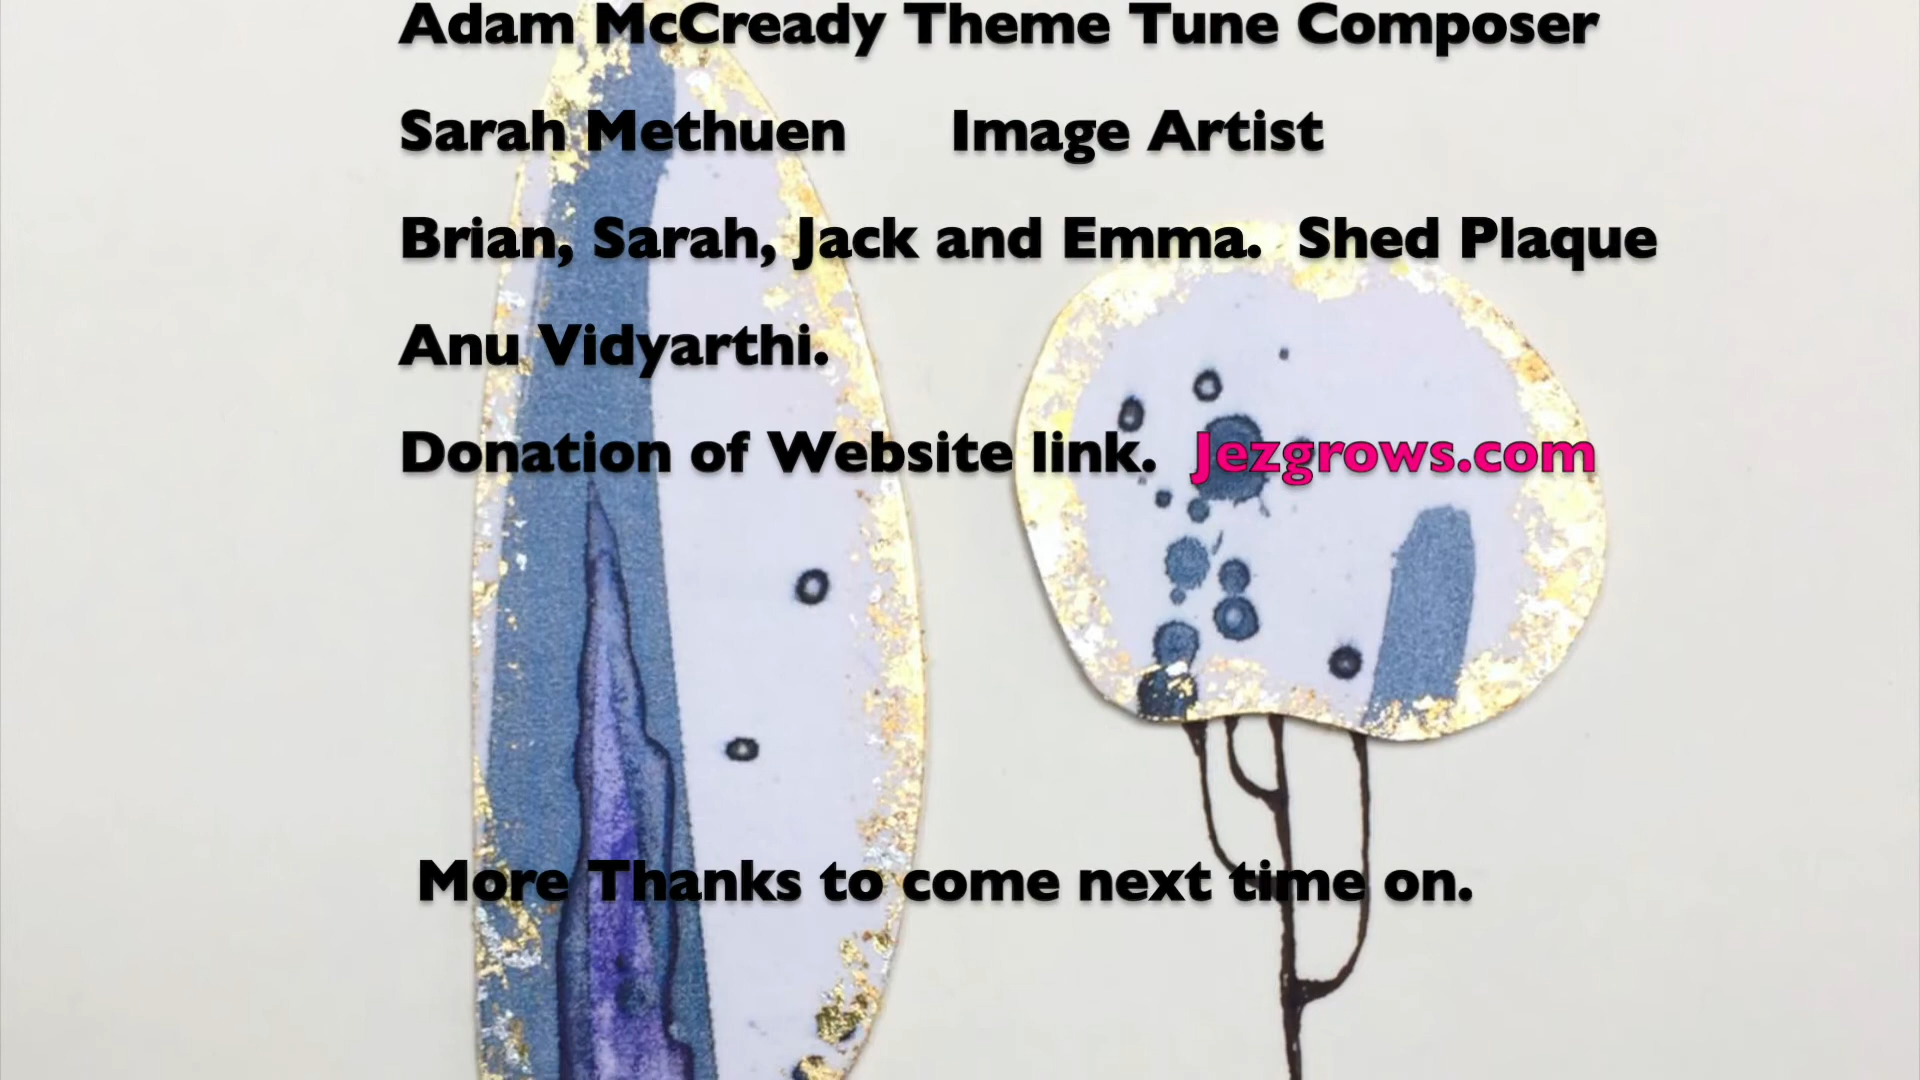 Adam McCready Theme Tune Composer
Sarah Methuen Image Artist
Brian, Sarah, Jack and Emma. Shed Plaque
Anu Vidyarthi.
Donation of Website link. Jezgrows.com
More Thanks to come next time on.